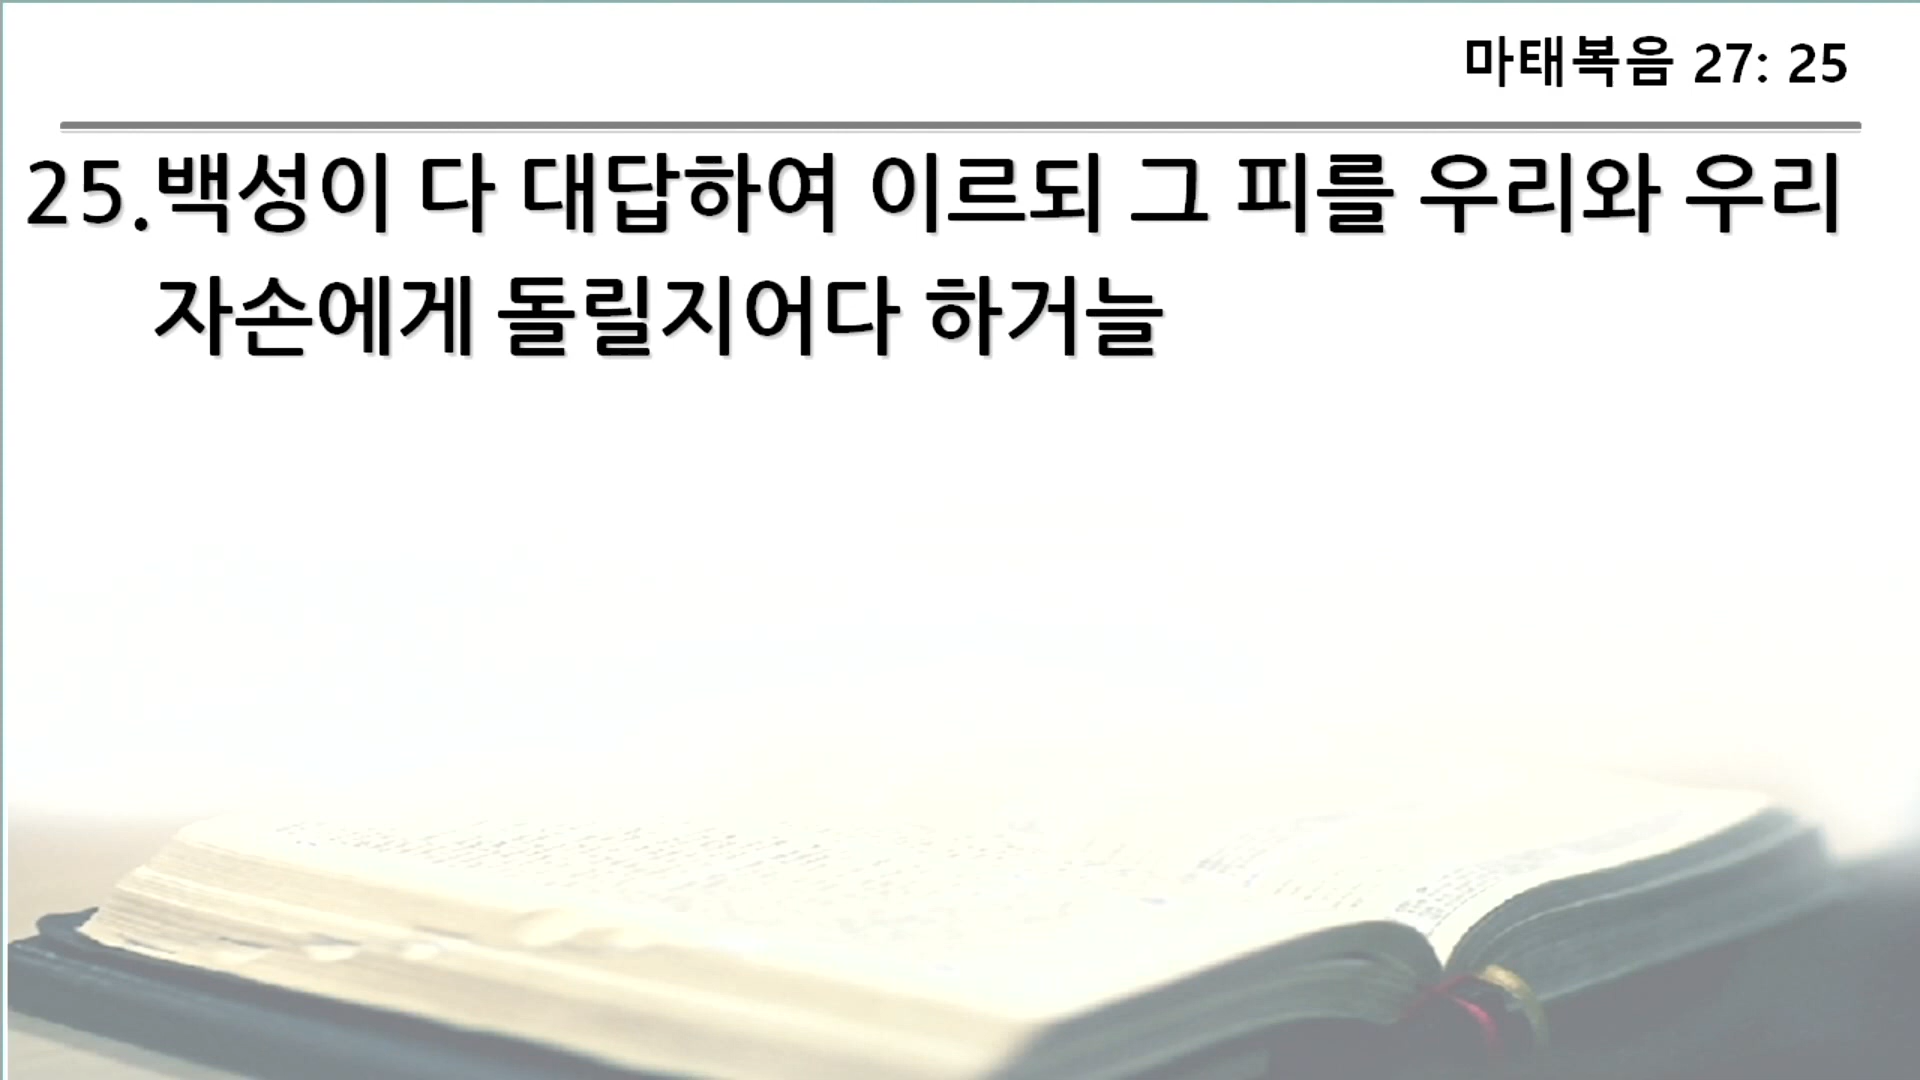 마태복음 27: 25
25.백성이 다 대답하여 이르되 그 피를 우리와 우리
자손에게 돌릴지어다 하거늘